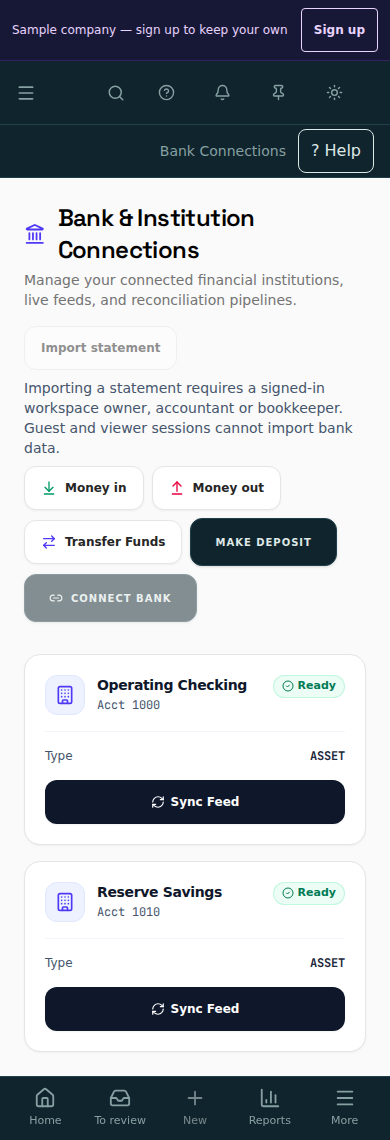 Sample company — sign up to keep your own
Sign up
Bank Connections
? Help
Bank & Institution
Connections
Manage your connected financial institutions,
live feeds, and reconciliation pipelines.
Import statement
Importing a statement requires a signed-in
workspace owner, accountant or bookkeeper.
Guest and viewer sessions cannot import bank
data.
Money in
Money out
Transfer Funds
MAKE DEPOSIT
CONNECT BANK
Operating Checking
Ready
Acct 1000
Type
ASSET
Sync Feed
Reserve Savings
Ready
Acct 1010
Type
ASSET
Sync Feed
Home
To review
New
Reports
More